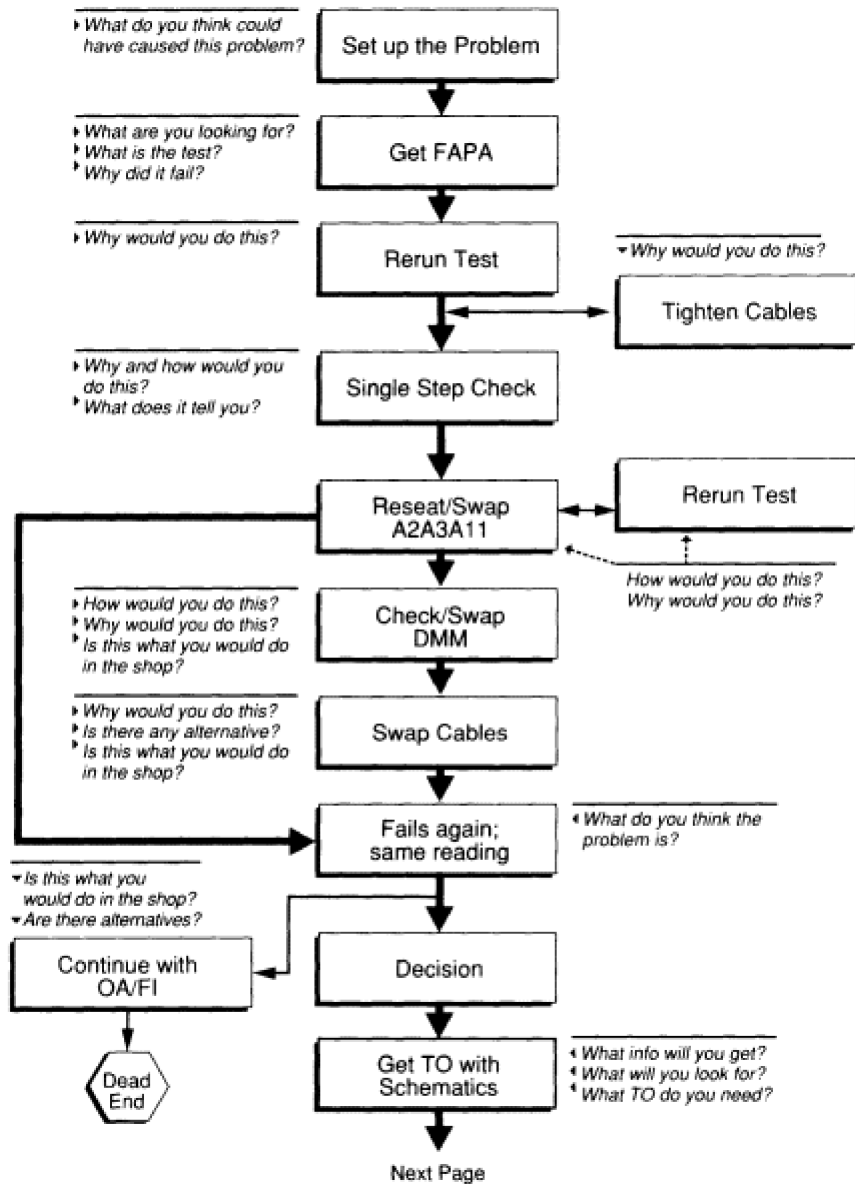 What do you think could
have caused this problem?
Set up the Problem
What are you looking for?
What is the test?
Why did it fail?
Get FAPA
Why would you do this?
Rerun Test
Why would you do this?
Tighten Cables
Why and how would you
do this?
What does it tell you?
Single Step Check
Reseat/Swap
A2A3A11
Rerun Test
How would you do this?
Why would you do this?
How would you do this?
Why would you do this?
Is this what you would do
in the shop?
Check/Swap
DMM
Why would you do this?
Is there any alternative?
Is this what you would do
in the shop?
Swap Cables
Fails again;
same reading
What do you think the
problem is?
Is this what you
would do in the shop?
Are there alternatives?
Continue with
OA/FI
Decision
Dead
End
Get TO with
Schematics
What info will you get?
What will you look for?
What TO do you need?
Next Page